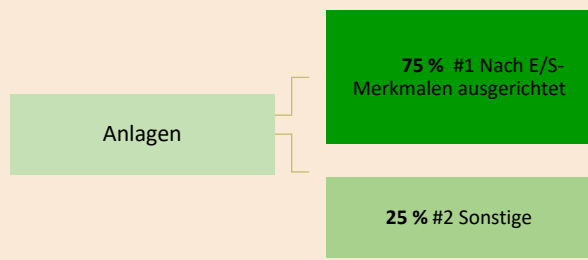 Anlagen
75 % #1 Nach E/S-
Merkmalen ausgerichtet
25 % #2 Sonstige